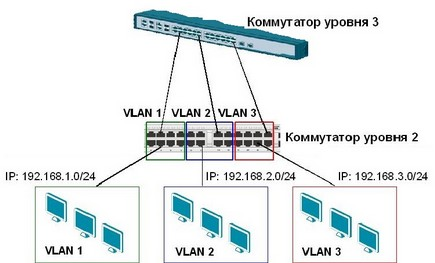 Коммутатор уровня 3
VLAN 1 VLAN 2 VLAN 3
Коммутатор уровня 2
IP: 192.168.1.0/24 IP: 192.168.2.0/24 IP: 192.168.3.0/24
VLAN 1 VLAN 2 VLAN 3